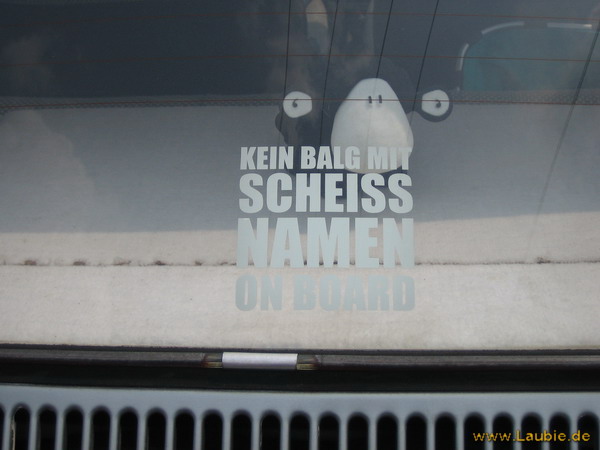 KEIN BALG MIT
SCHEISS
NAMEN
ON BOARD
www.Laubie.de